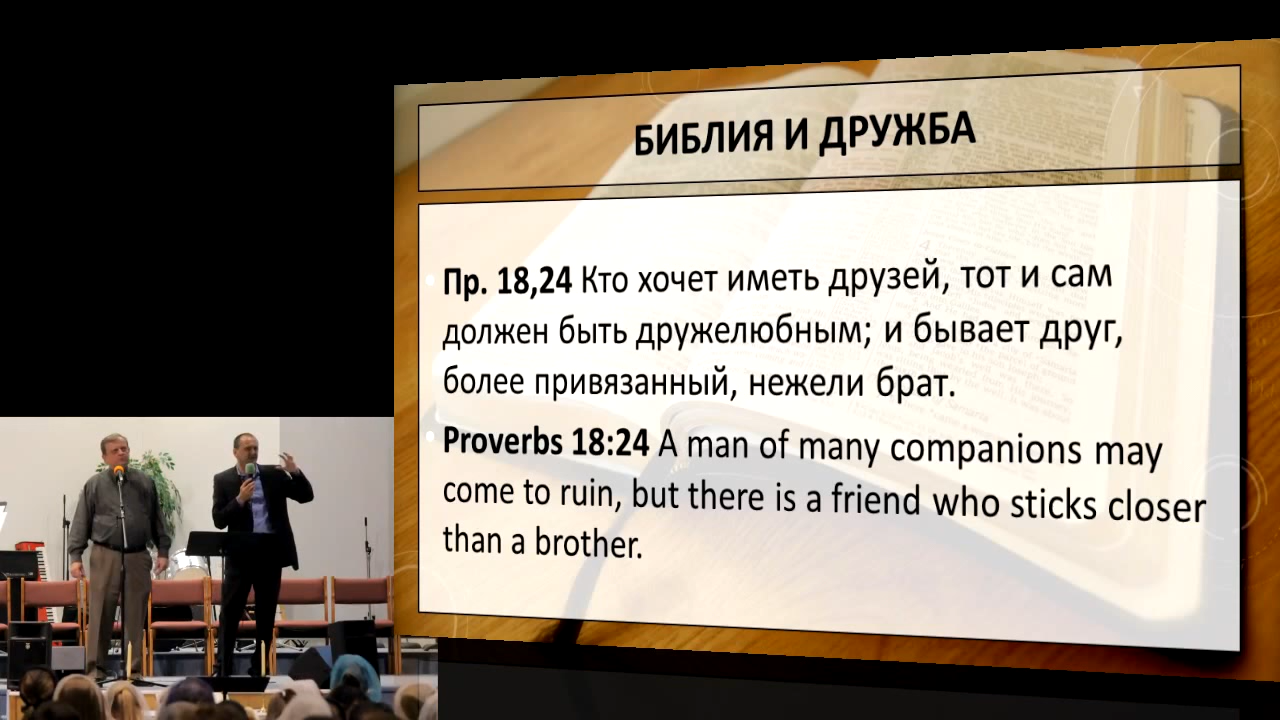 БИБЛИЯ И ДРУЖБА
Пр. 18,24 Кто хочет иметь друзей, тот и сам
должен быть дружелюбным; и бывает друг,
более привязанный, нежели брат.
Proverbs 18:24 A man of many companions may
come to ruin, but there is a friend who sticks closer
than a brother.